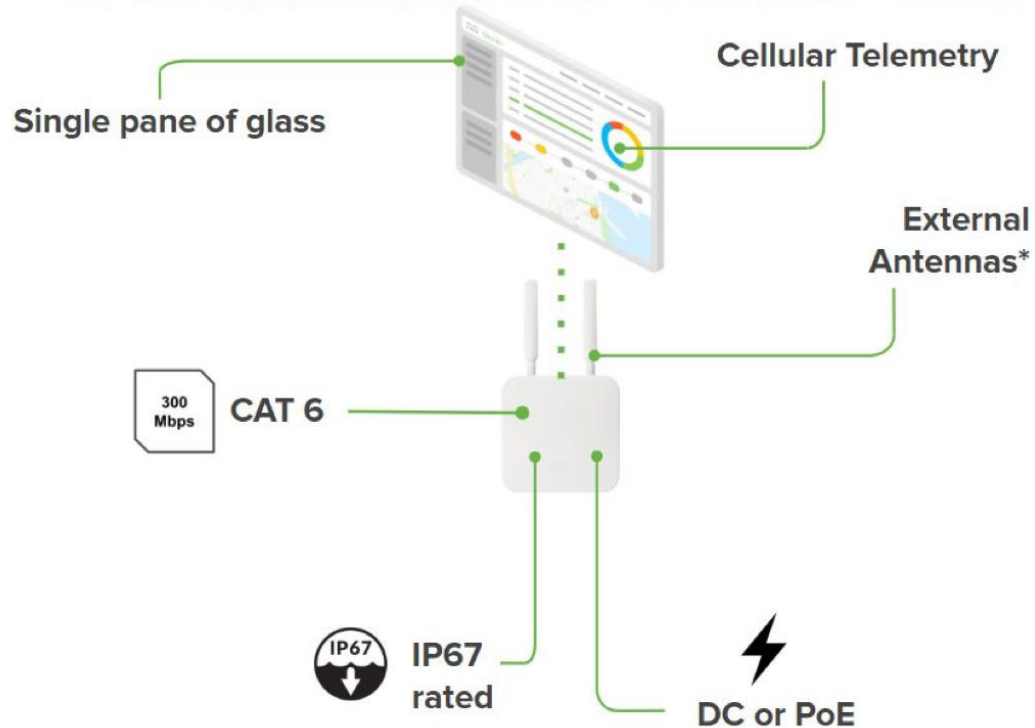 Single pane of glass
Cellular Telemetry
External
Antennas*
300
Mbps
CAT 6
IP67
IP67
rated
DC or PoE